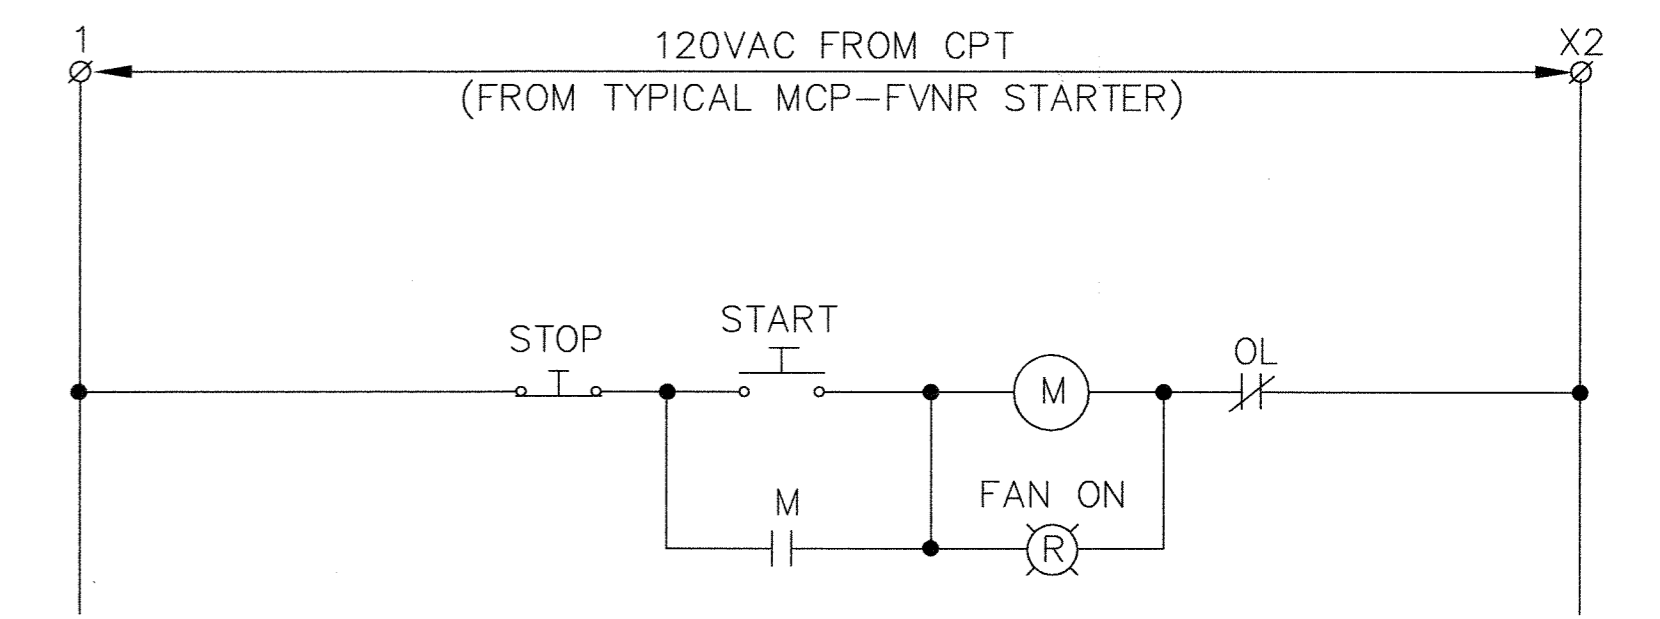 1
120VAC FROM CPT
X2
(FROM TYPICAL MCP-FVNR STARTER)
STOP
START
M
OL
M
FAN ON
R